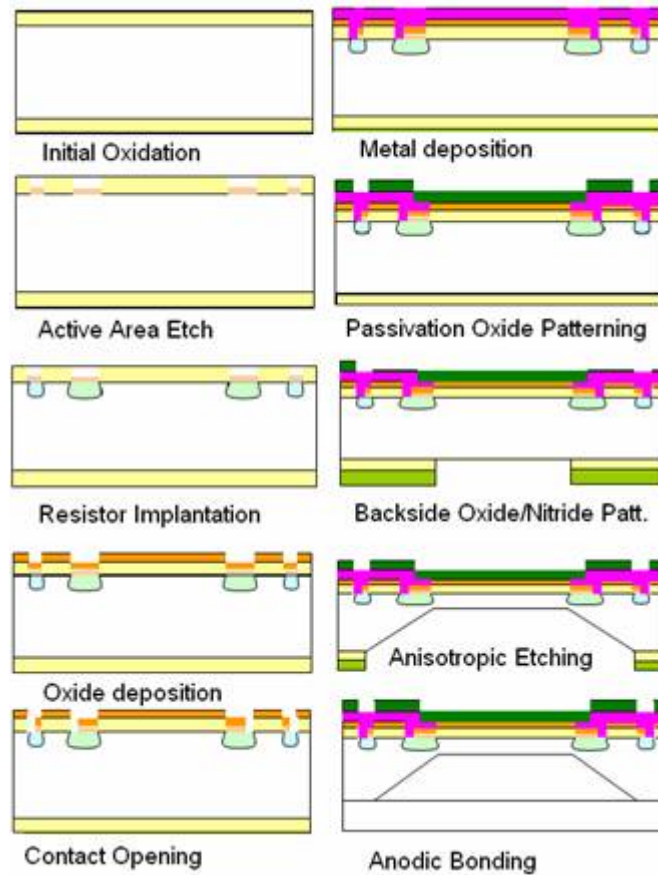 Initial Oxidation
Active Area Etch
Resistor Implantation
Oxide deposition
Contact Opening
Metal deposition
Passivation Oxide Patterning
Backside Oxide/Nitride Patt.
Anisotropic Etching
Anodic Bonding